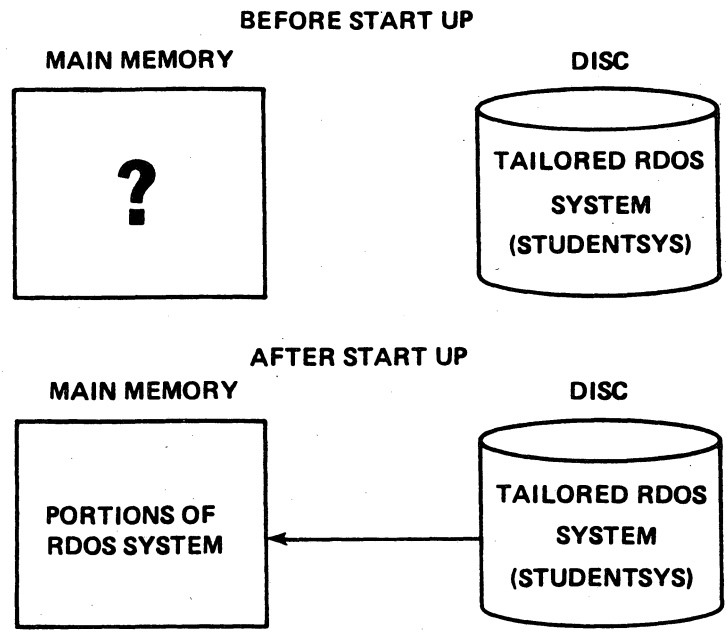 BEFORE START UP
MAIN MEMORY
DISC
?
TAILORED RDOS
SYSTEM
(STUDENTSYS)
AFTER START UP
MAIN MEMORY
DISC
PORTIONS OF
RDOS SYSTEM
TAILORED RDOS
SYSTEM
(STUDENTSYS)